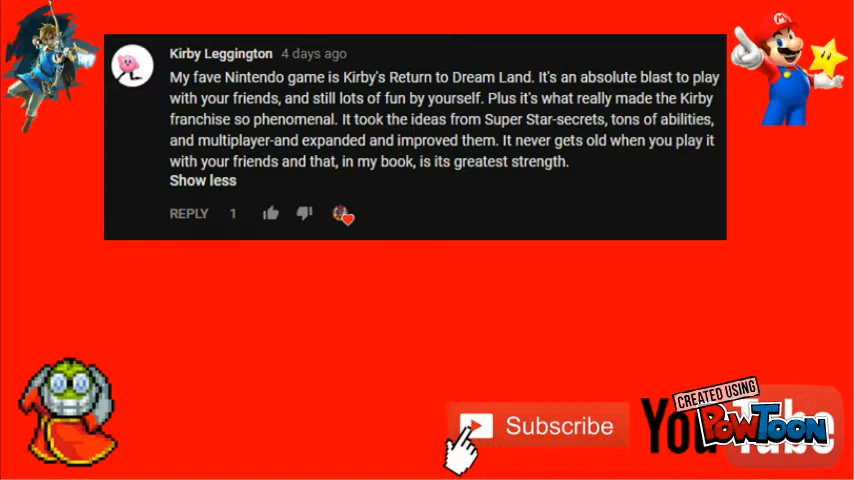 Kirby Leggington 4 days ago
My fave Nintendo game is Kirby's Return to Dream Land. It's an absolute blast to play
with your friends, and still lots of fun by yourself. Plus it's what really made the Kirby
franchise so phenomenal. It took the ideas from Super Star-secrets, tons of abilities,
and multiplayer-and expanded and improved them. It never gets old when you play it
with your friends and that, in my book, is its greatest strength.
Show less
REPLY 1
Subscribe
YouTube
CREATED USING
POWTOON